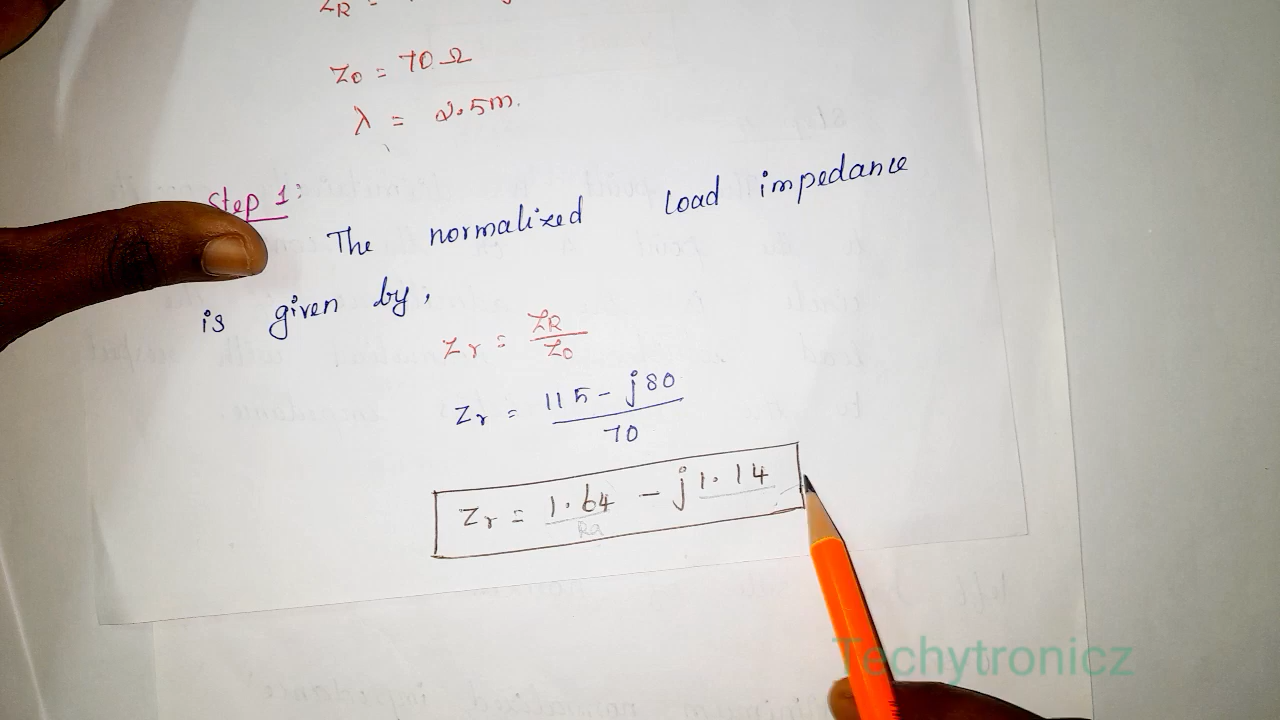 ZR =
Z0 = 70 Ω
λ = 2.5m.
Step 1:
The normalized load impedance
is given by,
Zr = ZR/Z0
Zr = 115 - j80/70
Zr = 1.64 - j1.14
Ra
Techytronicz